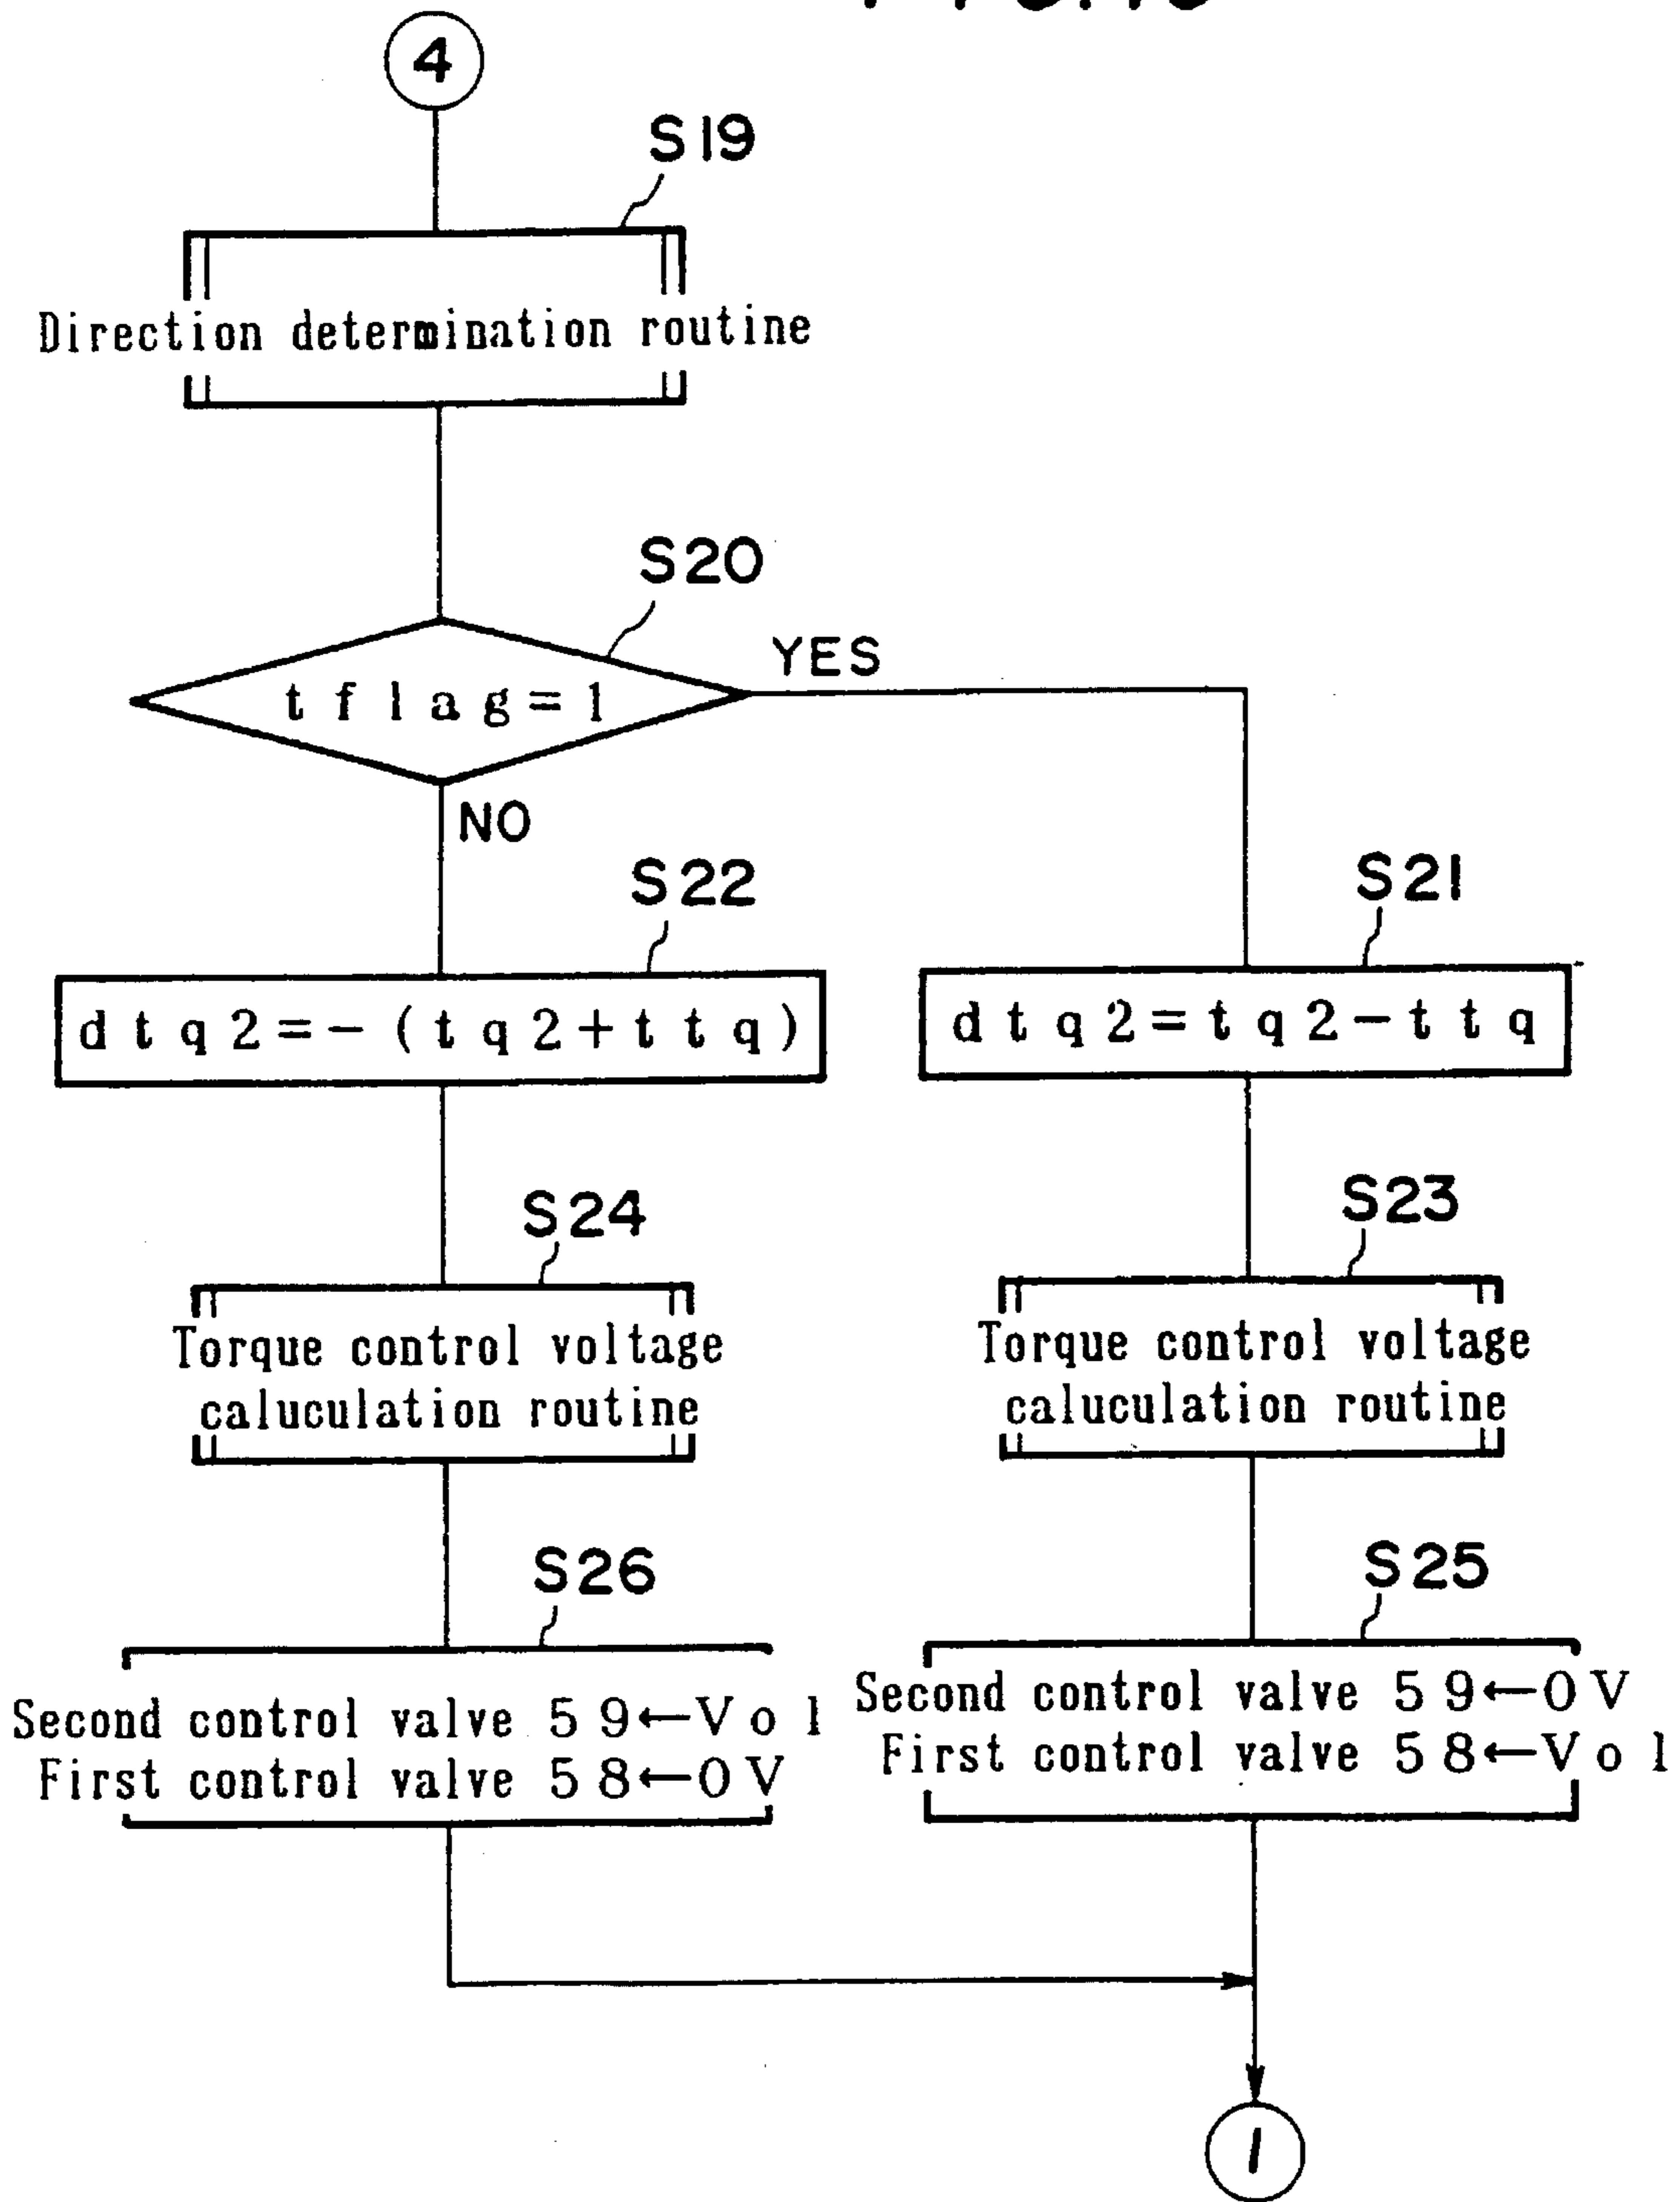 4
S19
Direction determination routine
S20
YES
tflag=1
NO
S22
S21
dtq2=-(tq2+ttq)
dtq2=tq2-ttq
S24
S23
Torque control voltage
caluculation routine
Torque control voltage
caluculation routine
S26
S25
Second control valve 59←Vol
First control valve 58←0V
Second control valve 59←0V
First control valve 58←Vol
1